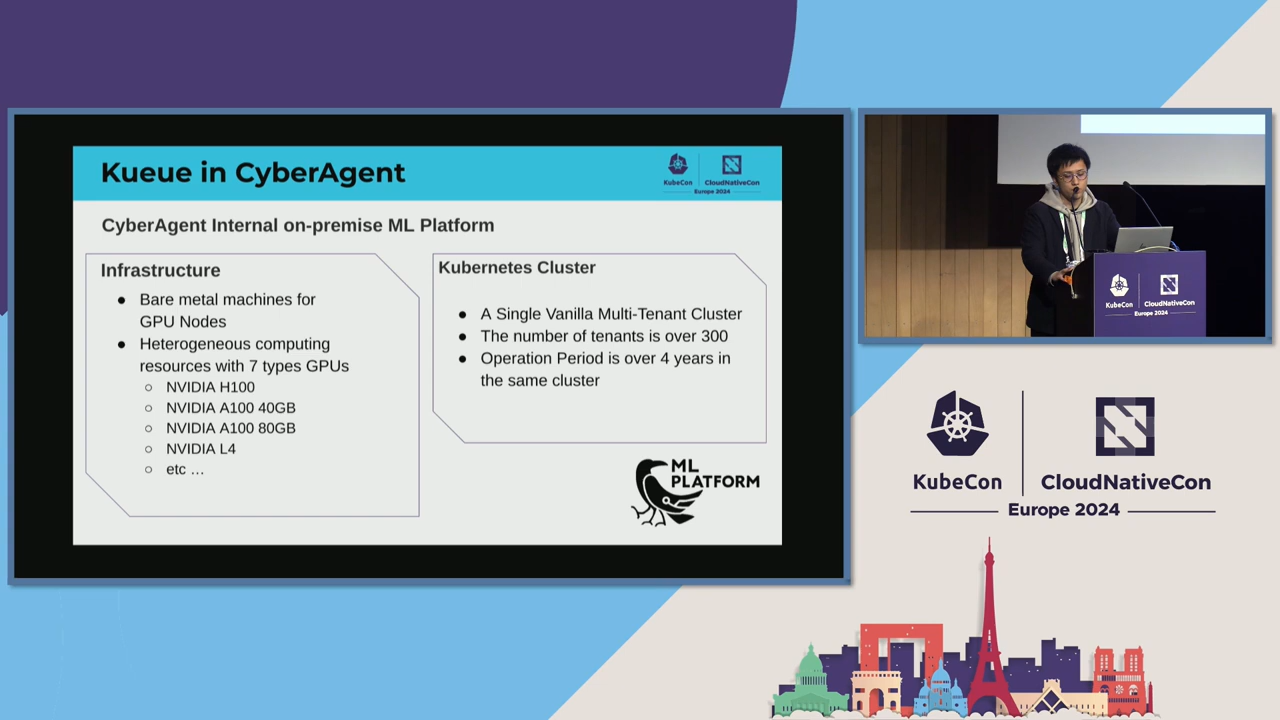 Kueue in CyberAgent
KubeCon
CloudNativeCon
Europe 2024
CyberAgent Internal on-premise ML Platform
Infrastructure
● Bare metal machines for
GPU Nodes
● Heterogeneous computing
resources with 7 types GPUs
○ NVIDIA H100
○ NVIDIA A100 40GB
○ NVIDIA A100 80GB
○ NVIDIA L4
○ etc ...
Kubernetes Cluster
● A Single Vanilla Multi-Tenant Cluster
● The number of tenants is over 300
● Operation Period is over 4 years in
the same cluster
ML
PLATFORM
KubeCon
CloudNativeCon
Europe 2024
KubeCon
CloudNativeCon
Europe 2024